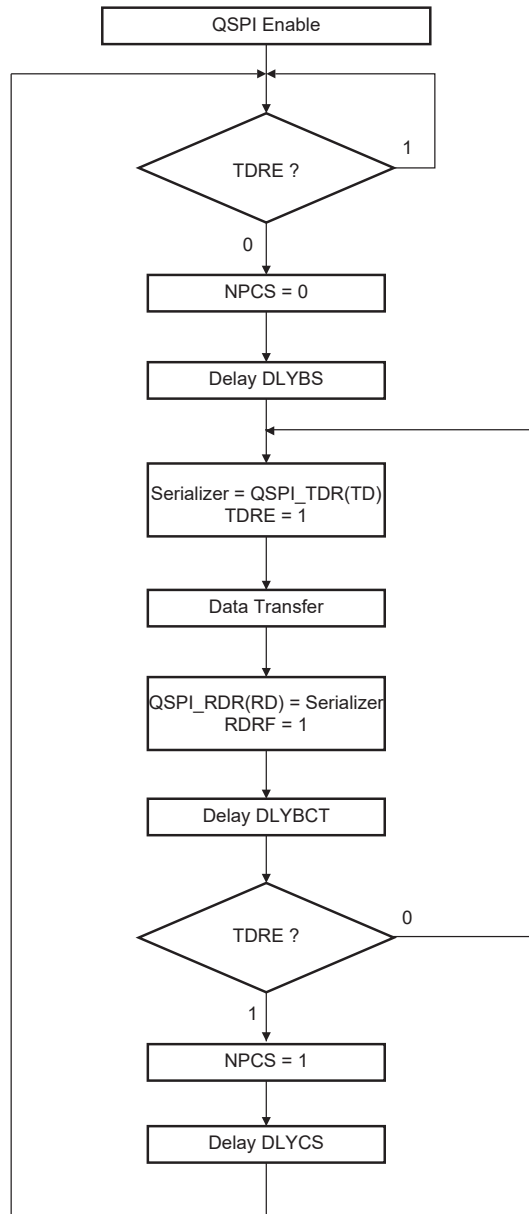 QSPI Enable
TDRE ?
1
0
NPCS = 0
Delay DLYBS
Serializer = QSPI_TDR(TD)
TDRE = 1
Data Transfer
QSPI_RDR(RD) = Serializer
RDRF = 1
Delay DLYBCT
TDRE ?
0
1
NPCS = 1
Delay DLYCS